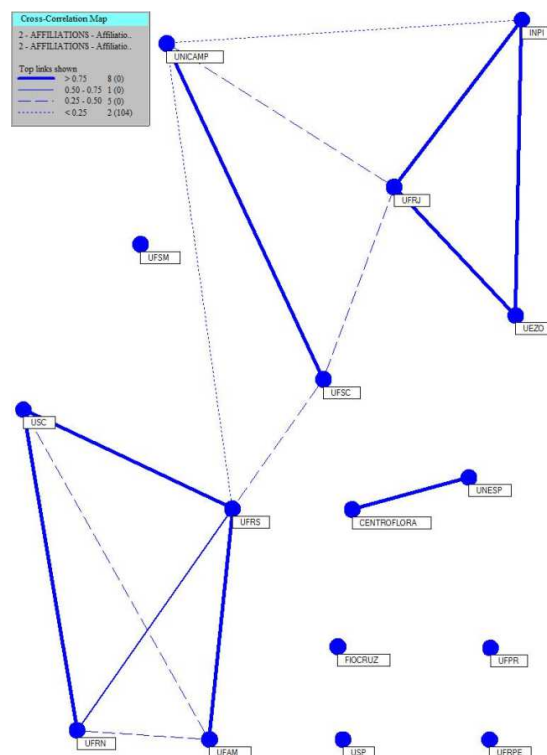 Cross-Correlation Map
2 - AFFILIATIONS - Affiliatio..
2 - AFFILIATIONS - Affiliatio..
Top links shown
> 0.75 8 (0)
0.50 - 0.75 1 (0)
0.25 - 0.50 5 (0)
< 0.25 2 (104)
INPI
UNICAMP
UFRJ
UFSM
UEZO
UFSC
USC
UNESP
UFRS
CENTROFLORA
FIOCRUZ
UFPR
UFRN
UFAM
USP
UFRPE